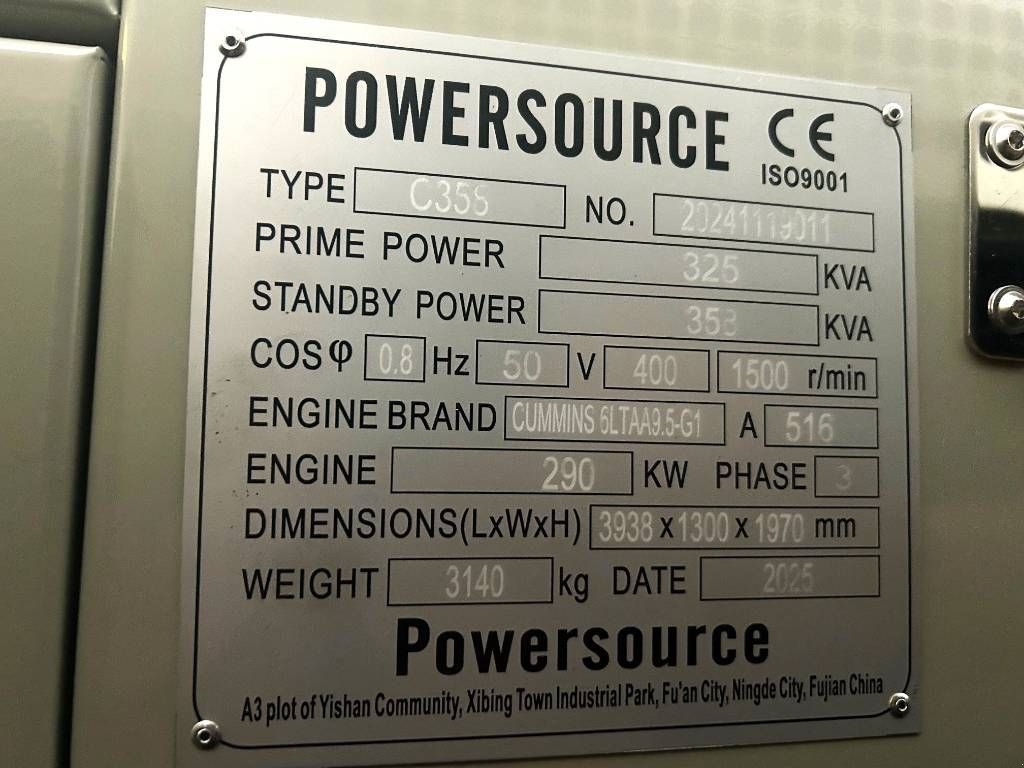 POWERSOURCE CE
ISO9001
TYPE C358 NO. 20241119011
PRIME POWER 325 KVA
STANDBY POWER 358 KVA
COSφ 0.8 Hz 50 V 400 1500 r/min
ENGINE BRAND CUMMINS 6LTAA9.5-G1 A 516
ENGINE 290 KW PHASE 3
DIMENSIONS(LxWxH) 3938 x 1300 x 1970 mm
WEIGHT 3140 kg DATE 2025
Powersource
A3 plot of Yishan Community, Xibing Town Industrial Park, Fu'an City, Ningde City, Fujian China